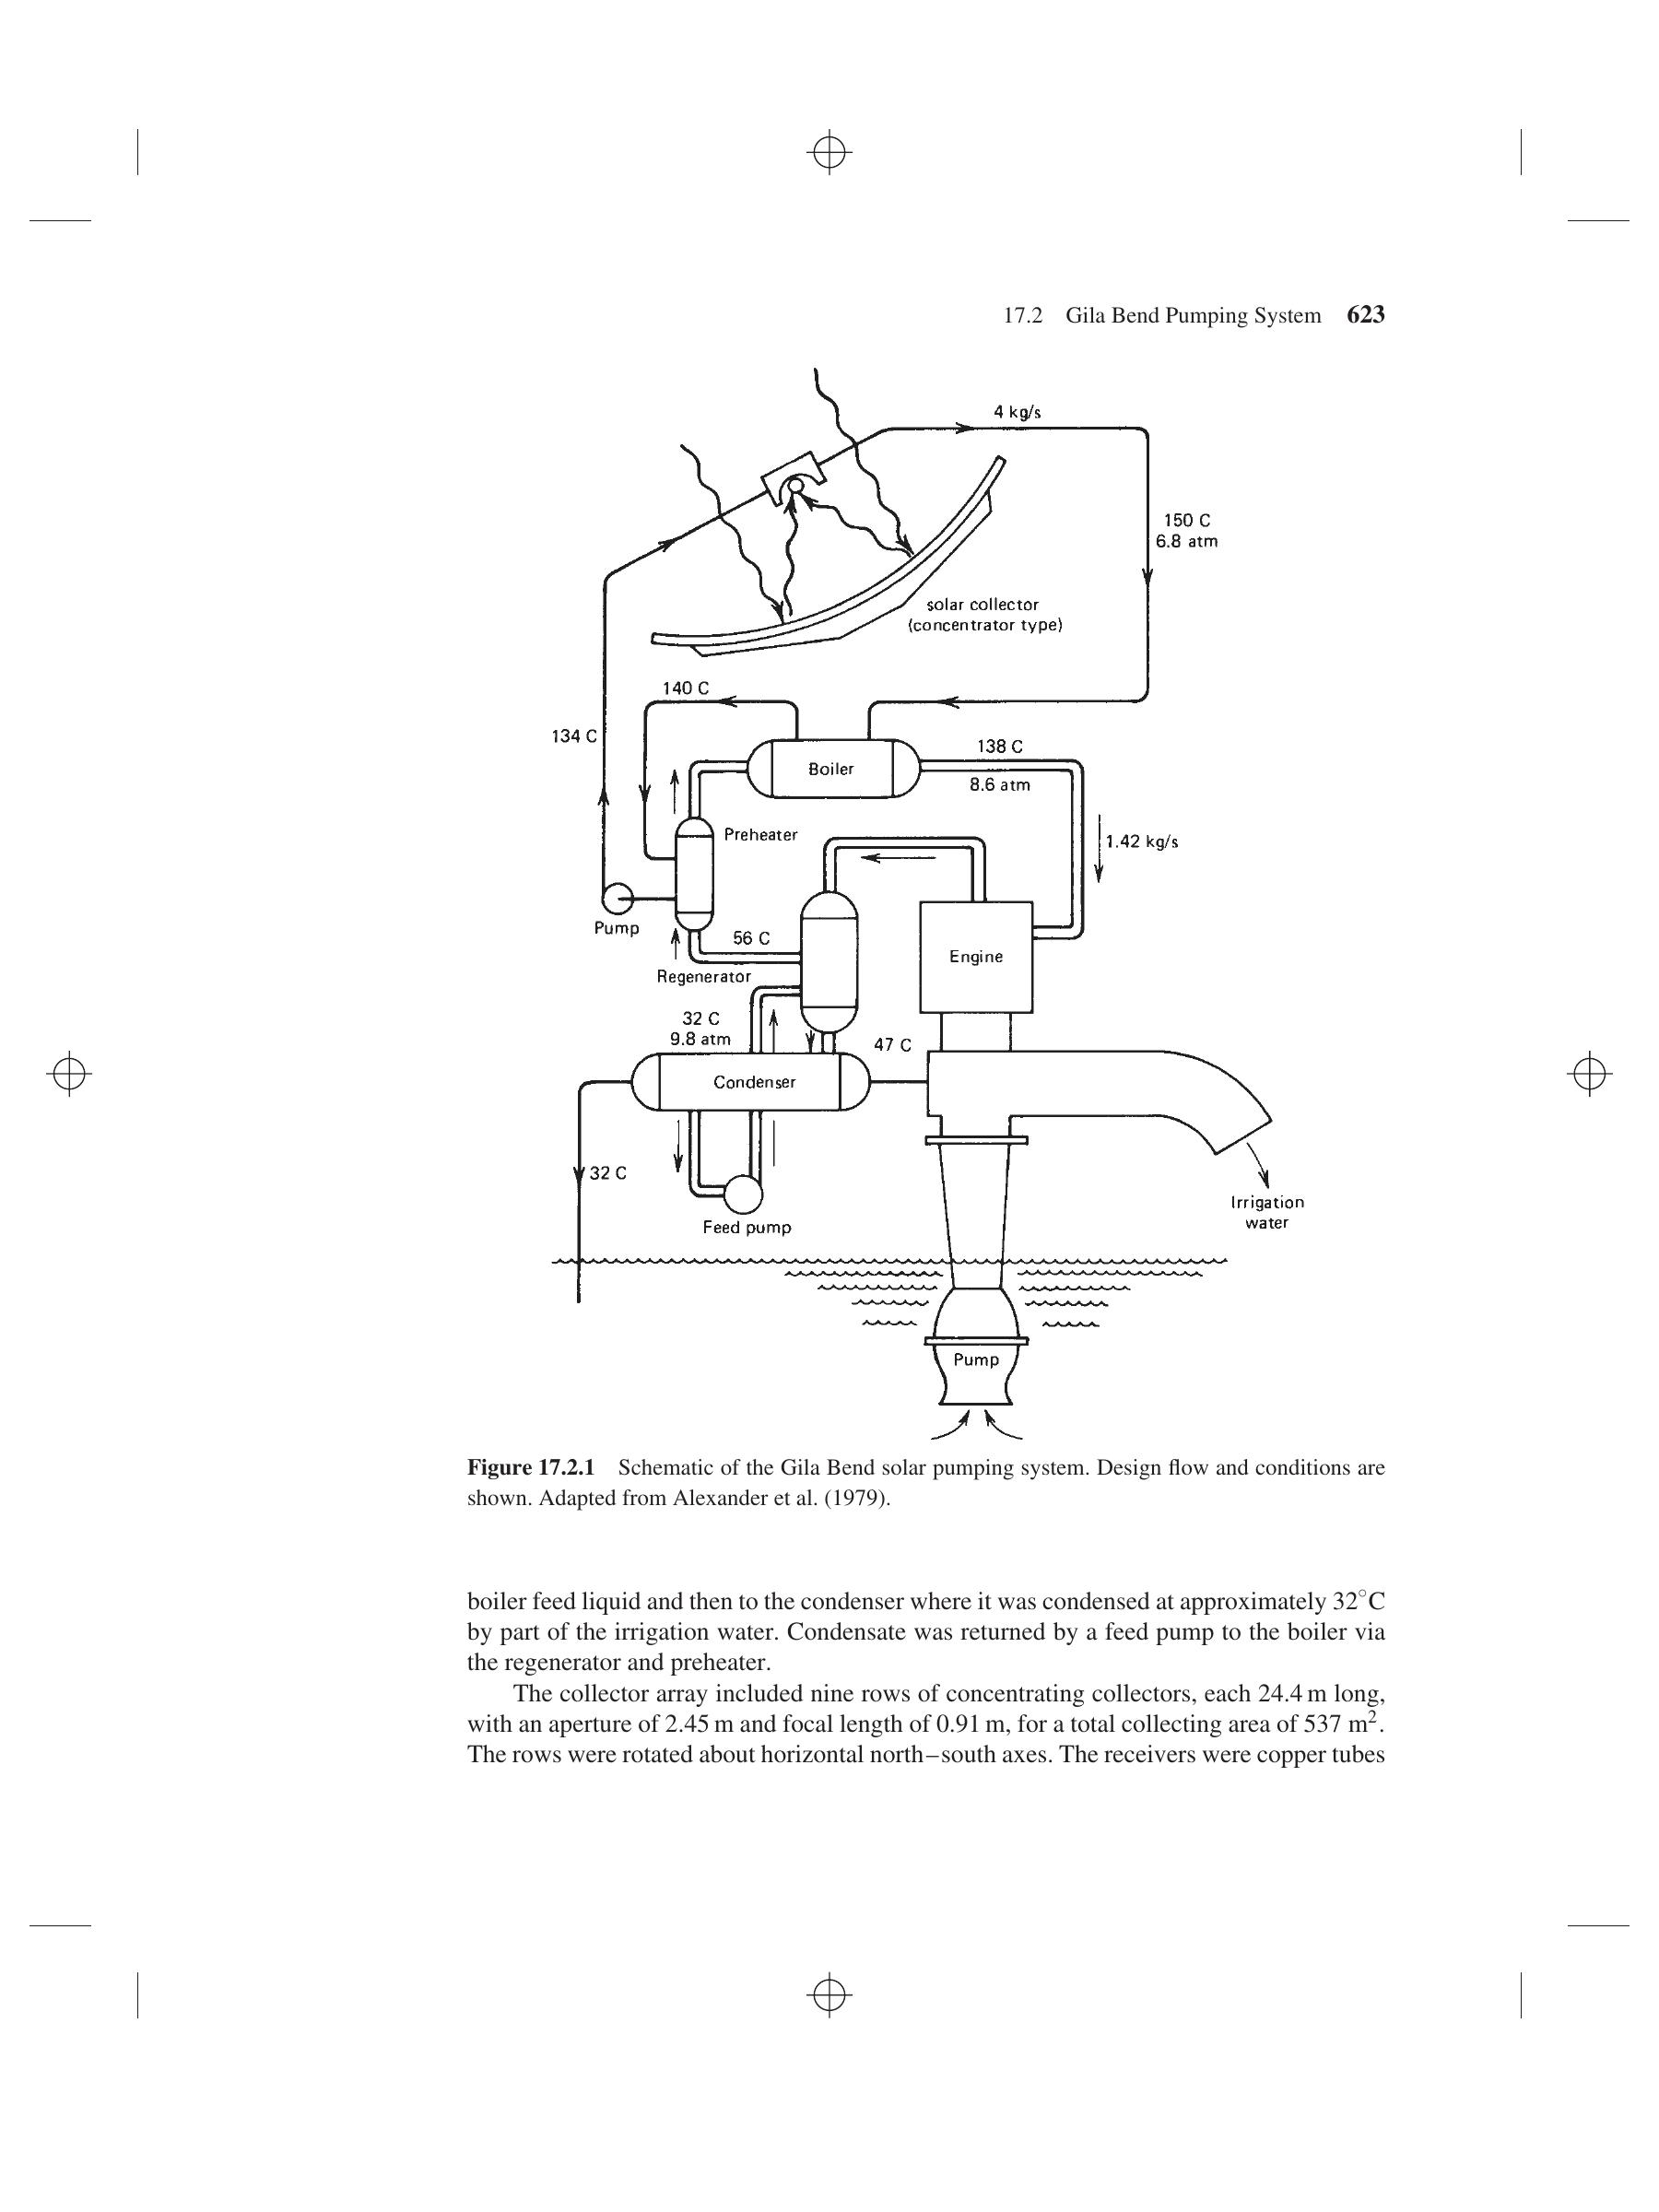 17.2 Gila Bend Pumping System 623
4 kg/s
150 C
6.8 atm
solar collector
(concentrator type)
140 C
134 C
138 C
Boiler
8.6 atm
Preheater
1.42 kg/s
Pump
56 C
Engine
Regenerator
32 C
9.8 atm
47 C
Condenser
32 C
Irrigation
water
Feed pump
Pump
Figure 17.2.1 Schematic of the Gila Bend solar pumping system. Design flow and conditions are
shown. Adapted from Alexander et al. (1979).
boiler feed liquid and then to the condenser where it was condensed at approximately 32°C
by part of the irrigation water. Condensate was returned by a feed pump to the boiler via
the regenerator and preheater.
The collector array included nine rows of concentrating collectors, each 24.4 m long,
with an aperture of 2.45 m and focal length of 0.91 m, for a total collecting area of 537 m².
The rows were rotated about horizontal north–south axes. The receivers were copper tubes